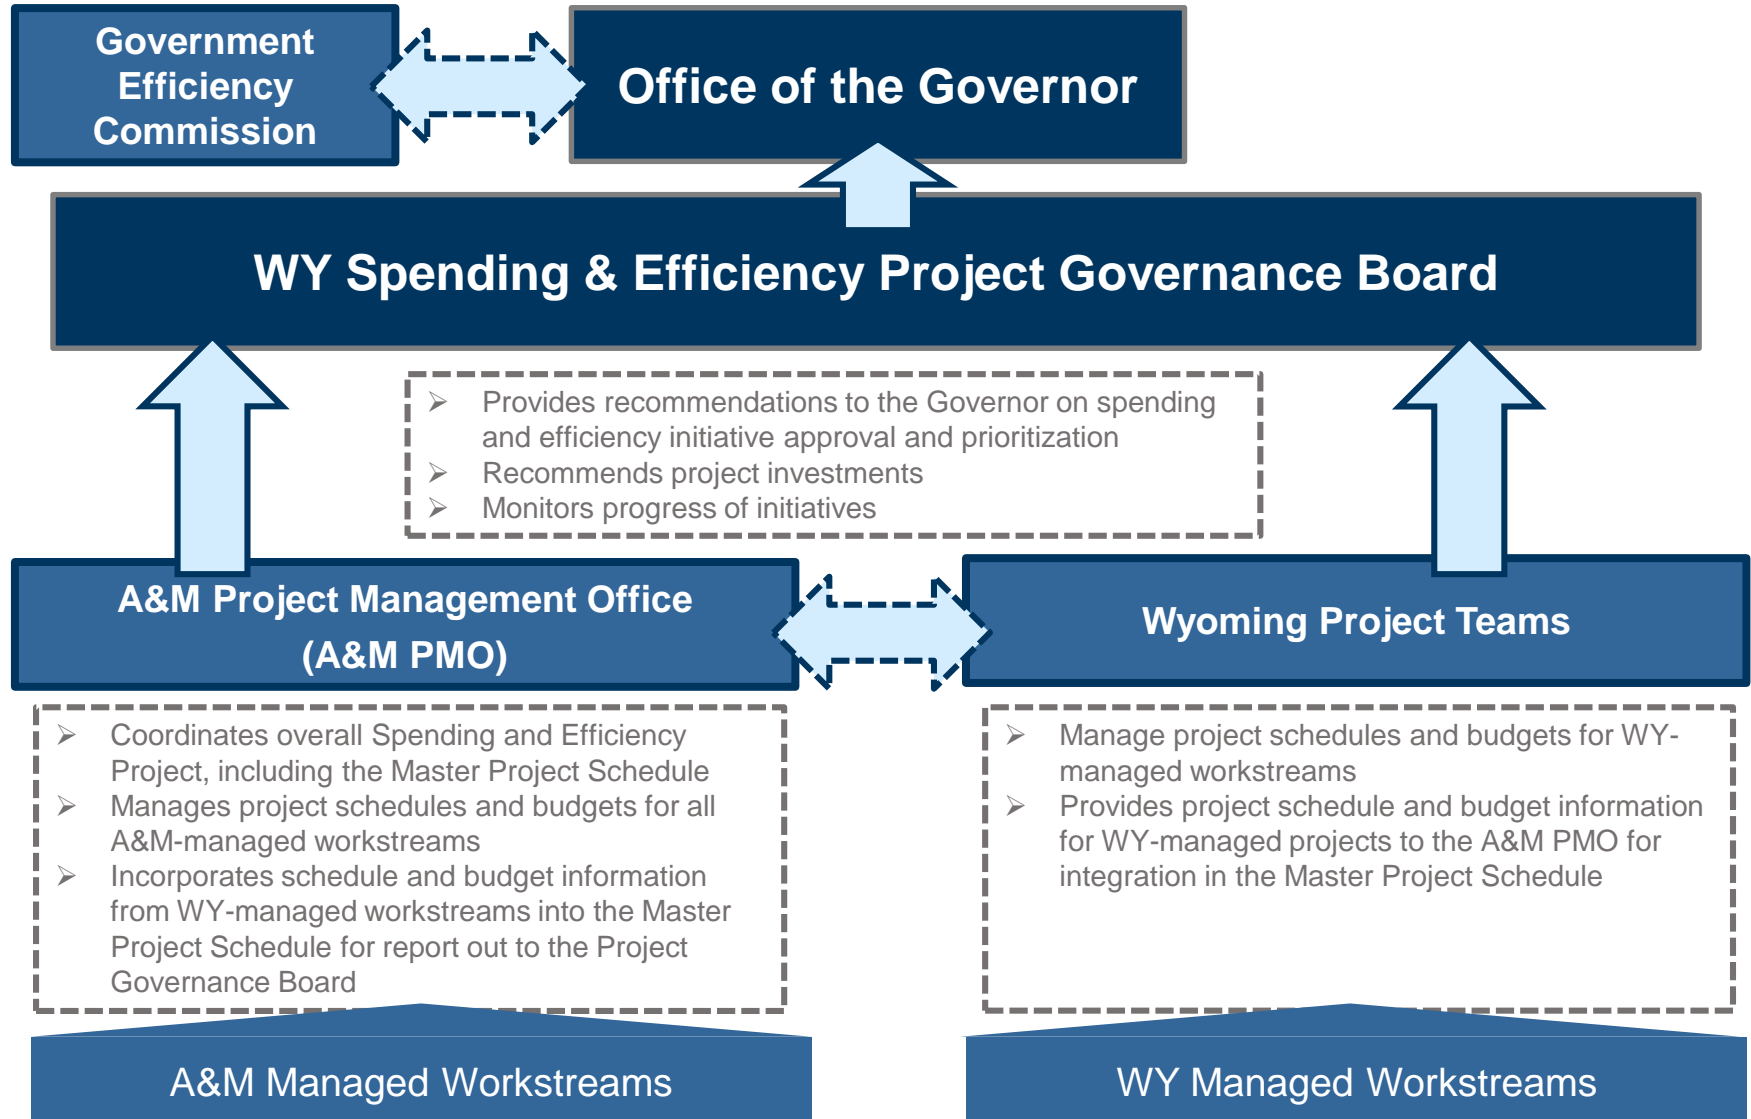 Government
Efficiency
Commission
Office of the Governor
WY Spending & Efficiency Project Governance Board
➢ Provides recommendations to the Governor on spending
and efficiency initiative approval and prioritization
➢ Recommends project investments
➢ Monitors progress of initiatives
A&M Project Management Office
(A&M PMO)
Wyoming Project Teams
➢ Coordinates overall Spending and Efficiency
Project, including the Master Project Schedule
➢ Manages project schedules and budgets for all
A&M-managed workstreams
➢ Incorporates schedule and budget information
from WY-managed workstreams into the Master
Project Schedule for report out to the Project
Governance Board
➢ Manage project schedules and budgets for WY-
managed workstreams
➢ Provides project schedule and budget information
for WY-managed projects to the A&M PMO for
integration in the Master Project Schedule
A&M Managed Workstreams
WY Managed Workstreams